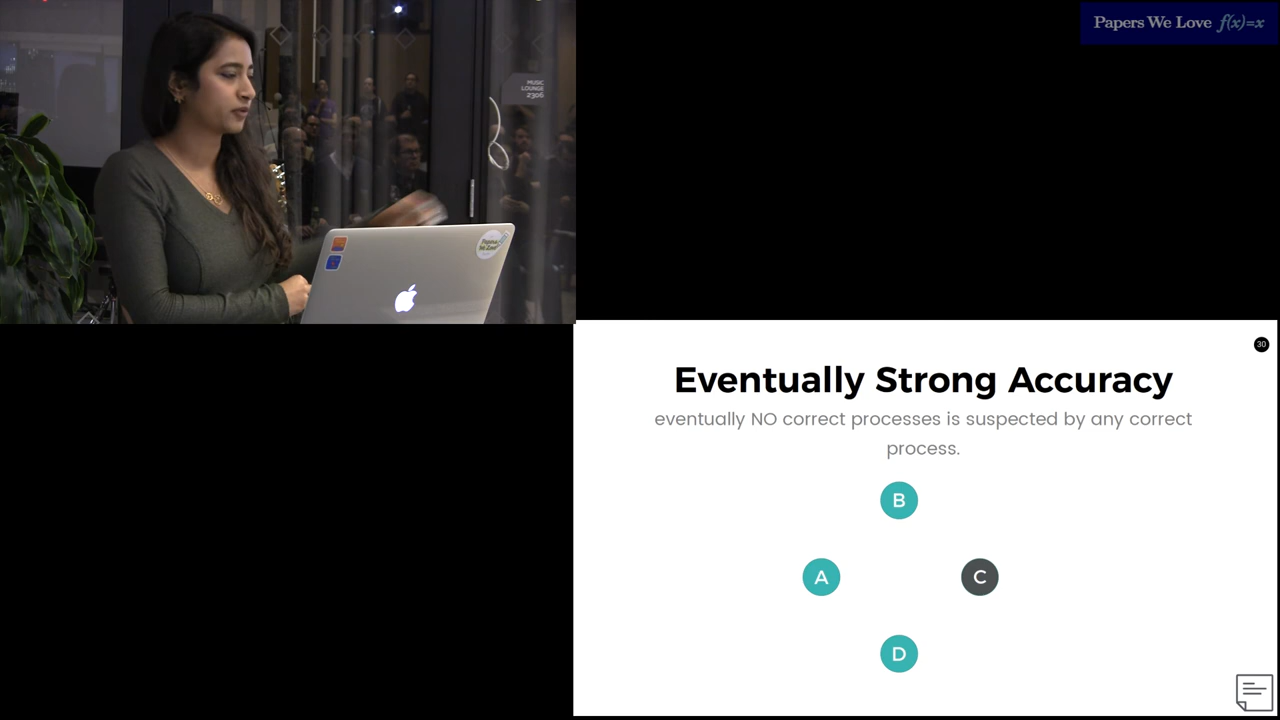 Papers We Love f(x)=x
MUSIC
LOUNGE
2306
30
Eventually Strong Accuracy
eventually NO correct processes is suspected by any correct
process.
B
A
C
D